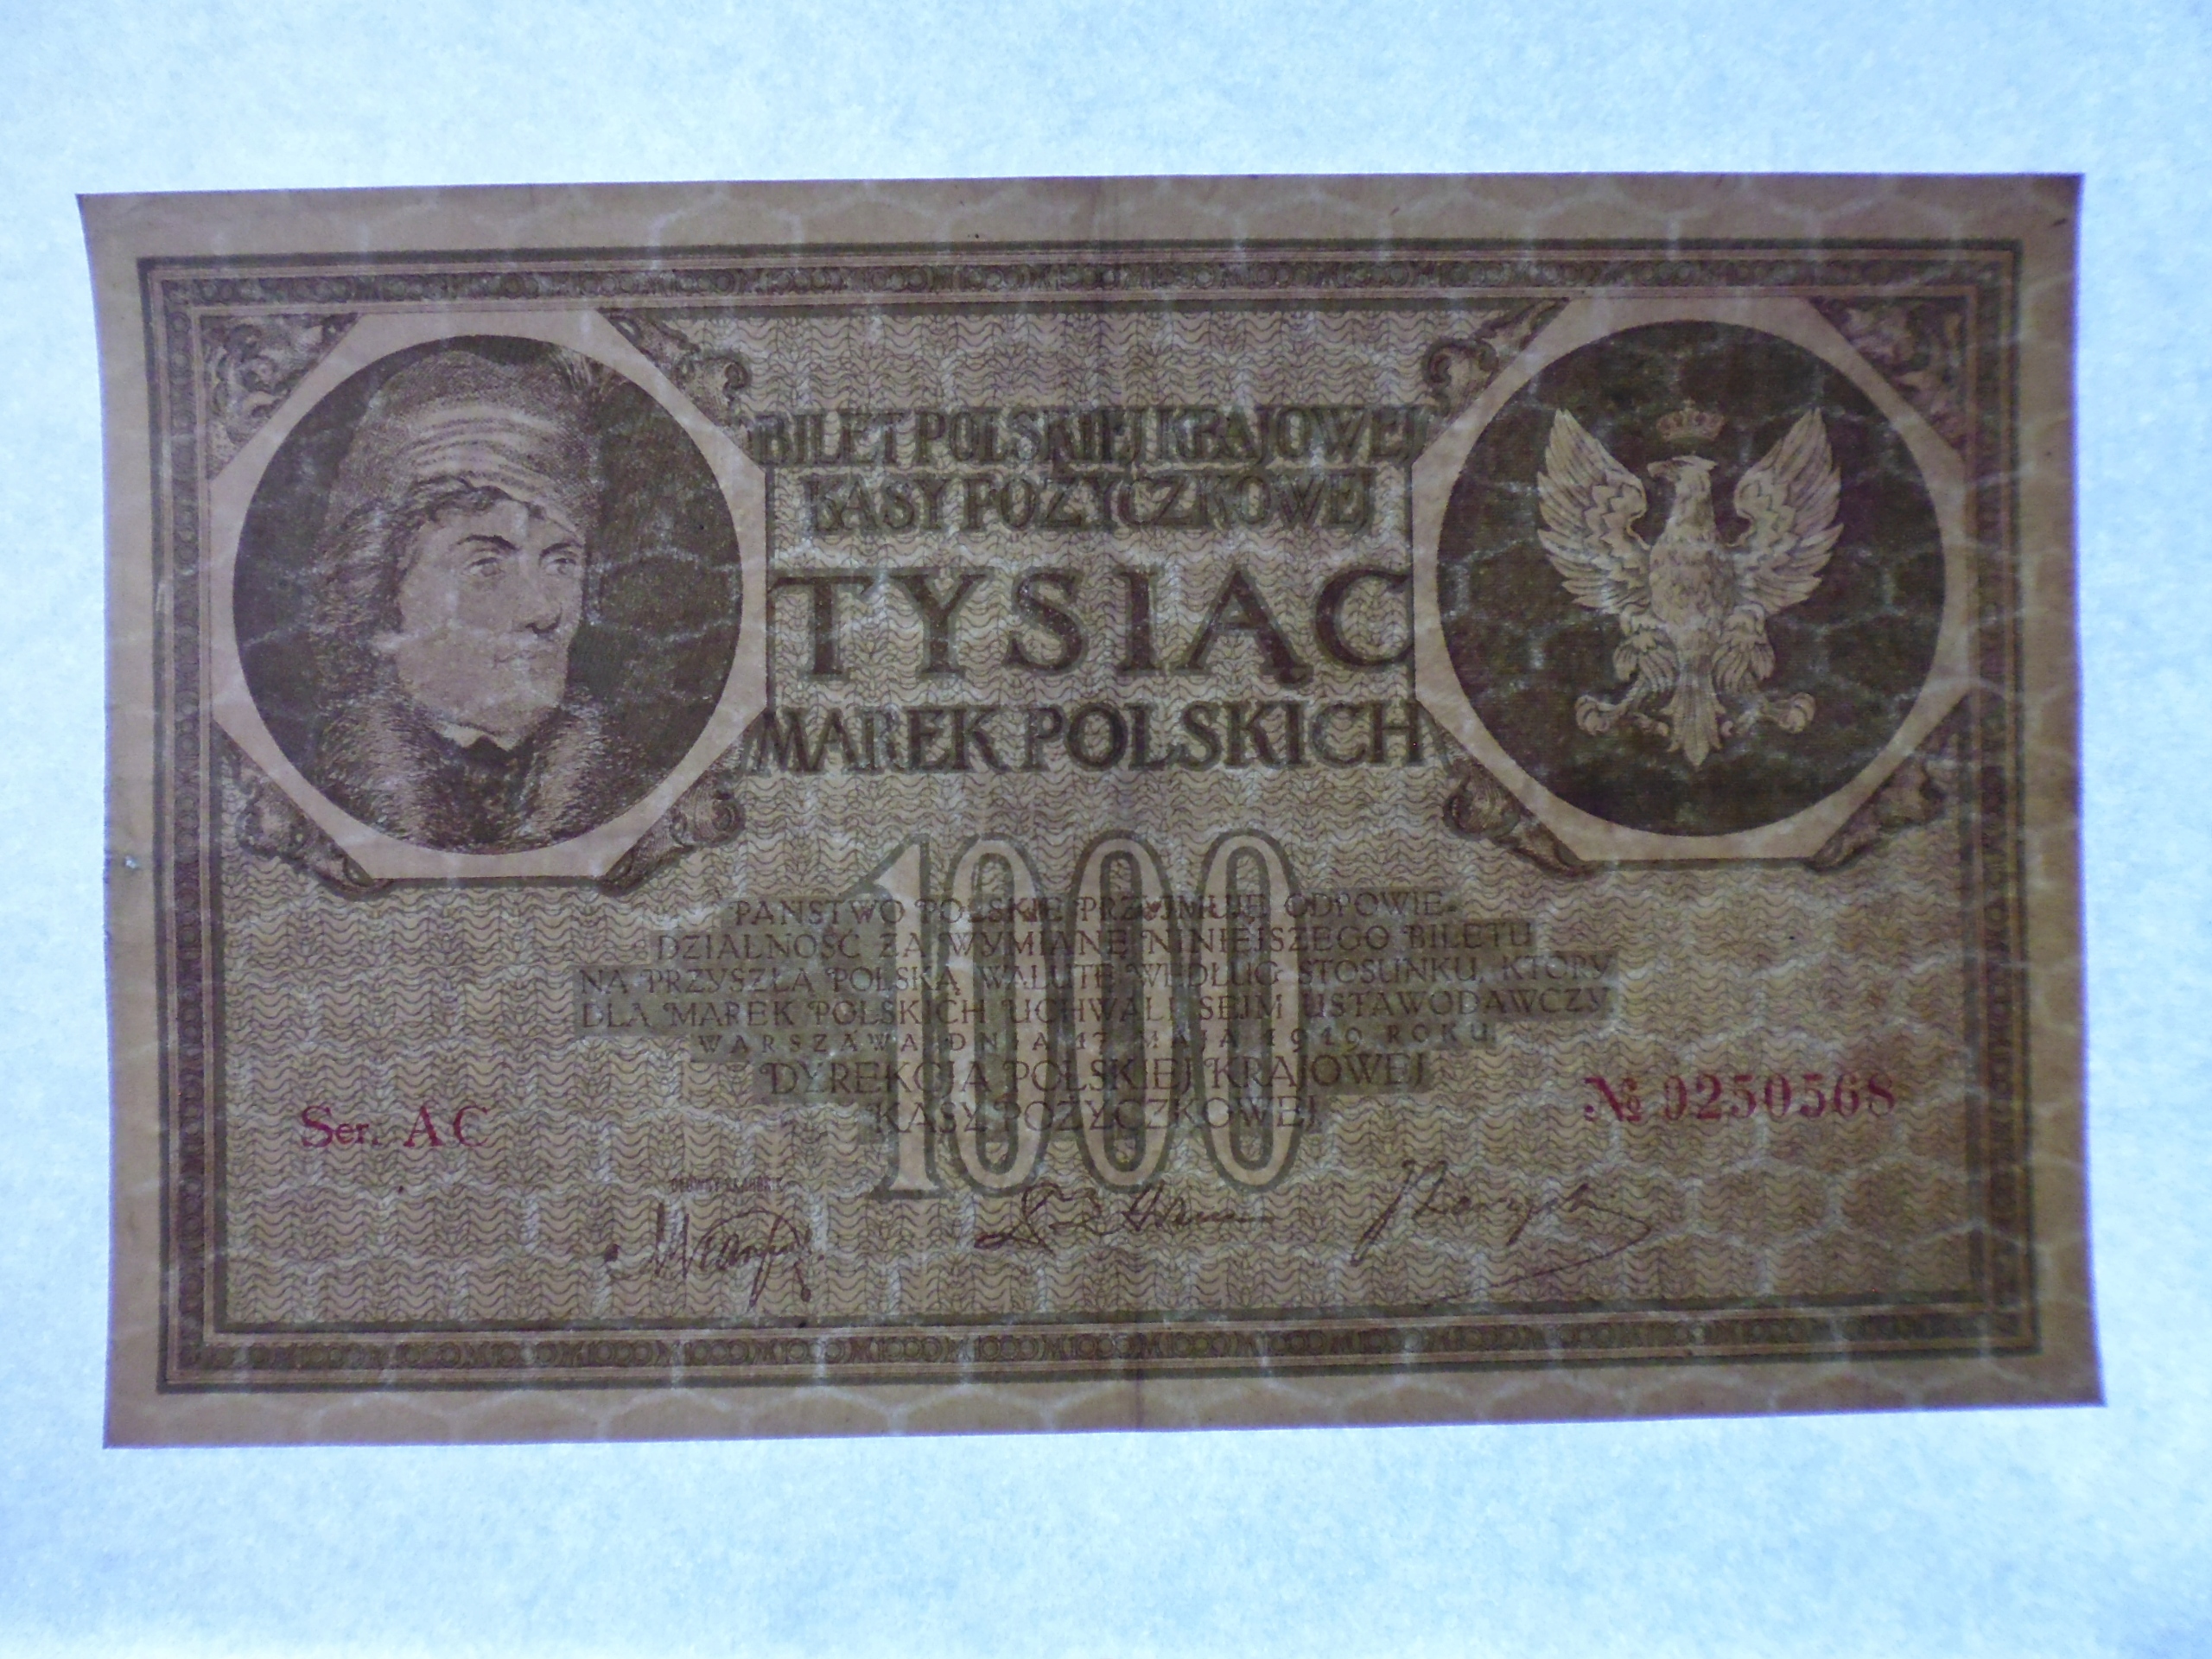 BILET POLSKIEJ KRAJOWEJ
KASY POŻYCZKOWEJ
TYSIĄC
MAREK POLSKICH
1000
PAŃSTWO POLSKIE PRZYJMUJE ODPOWIE-
DZIALNOŚĆ ZA WYMIANĘ NINIEJSZEGO BILETU
NA PRZYSZŁĄ POLSKĄ WALUTĘ WEDŁUG STOSUNKU, KTÓRY
DLA MAREK POLSKICH UCHWALI SEJM USTAWODAWCZY
WARSZAWA DNIA 17 MAJA 1919 ROKU
DYREKCJA POLSKIEJ KRAJOWEJ
KASY POŻYCZKOWEJ
Ser. AC
№ 0250568